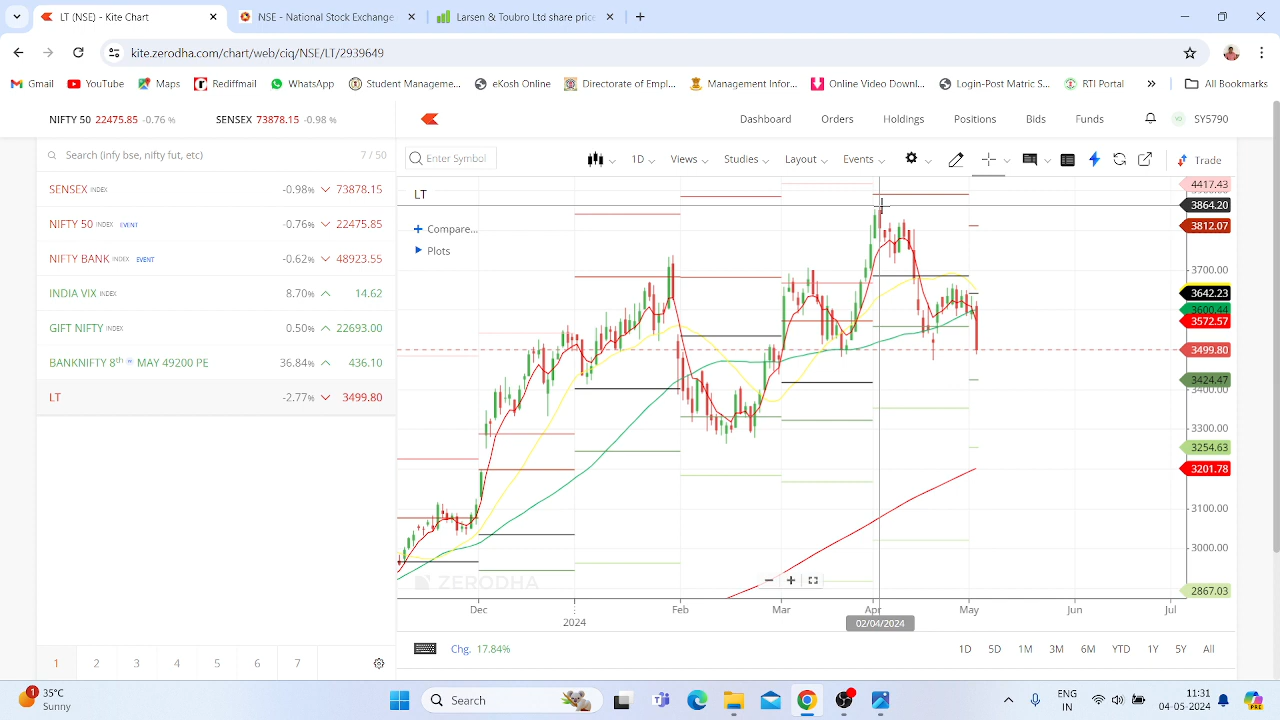 LT (NSE) - Kite Chart
NSE - National Stock Exchange
Larsen & Toubro Ltd share price
kite.zerodha.com/chart/web/ciq/NSE/LT/2939649
Gmail YouTube Maps Rediffmail WhatsApp Student Manageme... eKosh Online Directorate of Empl... Management Infor... Online Video Down... Login-Post Matric S... RTI Portal » All Bookmarks
NIFTY 50 22475.85 -0.76 % SENSEX 73878.15 -0.98 %
Dashboard Orders Holdings Positions Bids Funds SY5790
Search (infy bse, nifty fut, etc) 7 / 50
Enter Symbol 1D Views Studies Layout Events Trade
SENSEX INDEX -0.98% 73878.15
NIFTY 50 INDEX EVENT -0.76% 22475.85
NIFTY BANK INDEX EVENT -0.62% 48923.55
INDIA VIX INDEX 8.70% 14.62
GIFT NIFTY INDEX 0.50% 22633.00
BANKNIFTY 8th W MAY 49200 PE 36.34% 436.10
LT -2.77% 3499.80
LT
Compare...
Plots
4417.43
3864.20
3812.07
3700.00
3642.23
3600.44
3572.57
3499.80
3424.47
3400.00
3300.00
3254.63
3201.78
3100.00
3000.00
2867.03
ZERODHA
Dec 2024 Feb Mar Apr May Jun Jul
02/04/2024
Chg. 17.84%
1D 5D 1M 3M 6M YTD 1Y 5Y All
1 2 3 4 5 6 7
1
35°C
Sunny
Search
ENG
IN
11:31
04-05-2024